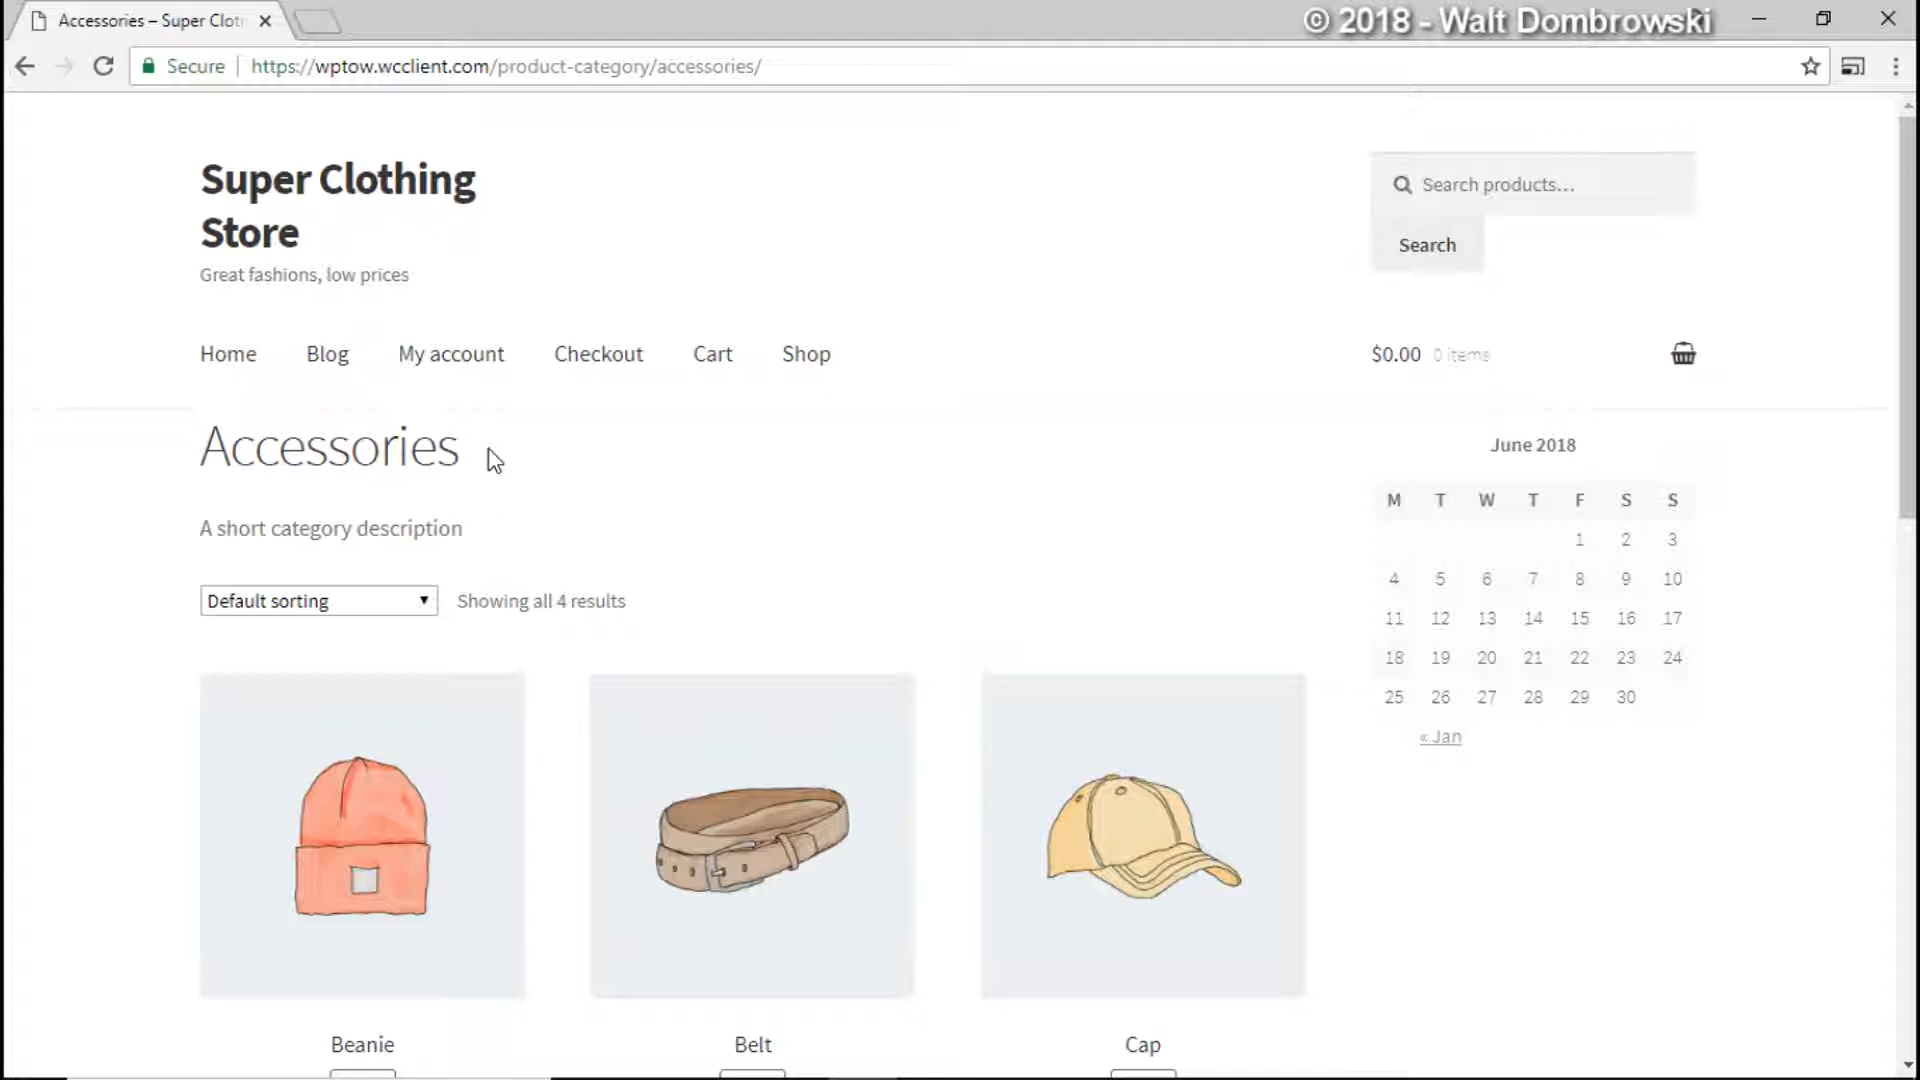 Accessories – Super Clot
© 2018 - Walt Dombrowski
Secure
https://wptow.wcclient.com/product-category/accessories/
Super Clothing
Store
Great fashions, low prices
Search products...
Search
Home Blog My account Checkout Cart Shop
$0.00 0 items
Accessories
A short category description
Default sorting
Showing all 4 results
June 2018
M T W T F S S
1 2 3
4 5 6 7 8 9 10
11 12 13 14 15 16 17
18 19 20 21 22 23 24
25 26 27 28 29 30
« Jan
Beanie Belt Cap